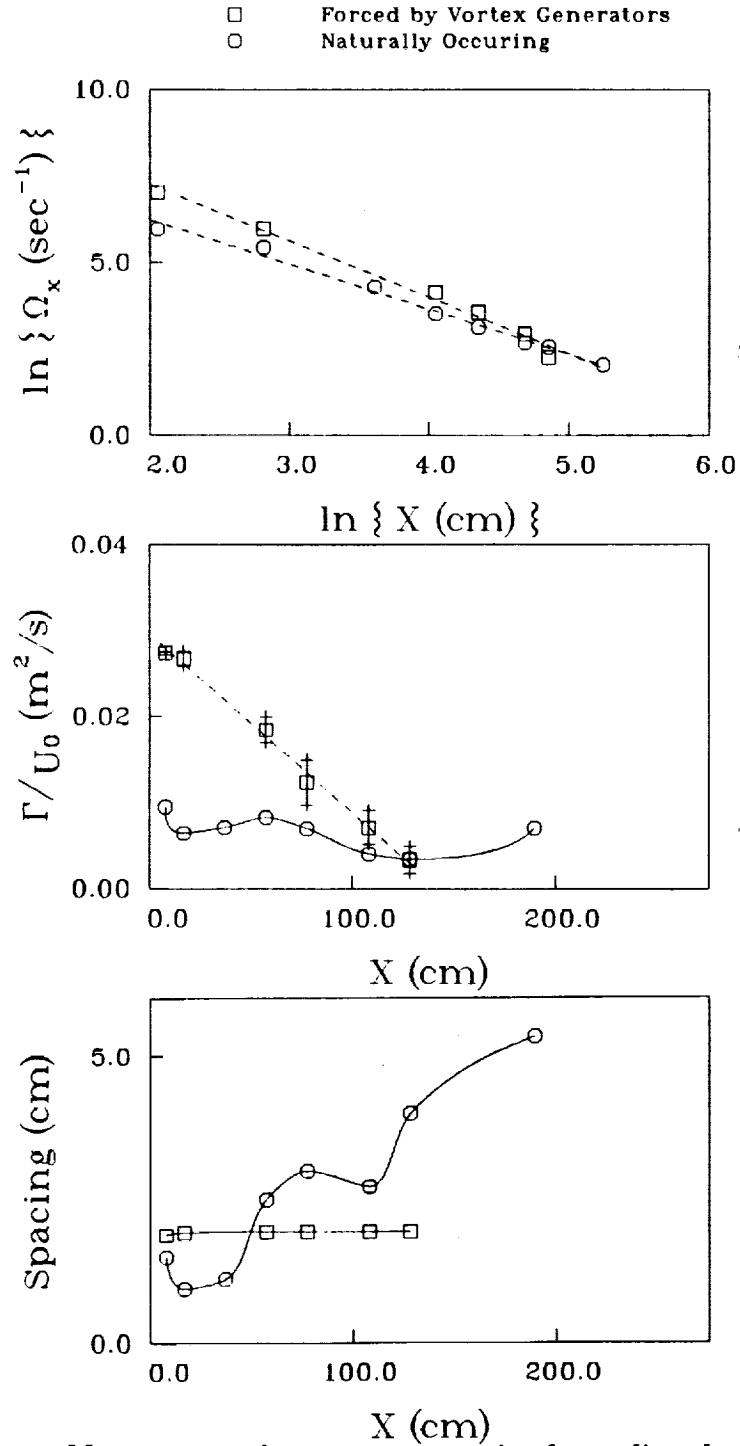 □ Forced by Vortex Generators
○ Naturally Occuring
10.0
ln { Ωx (sec⁻¹) }
5.0
0.0
2.0 3.0 4.0 5.0 6.0
ln { X (cm) }
0.04
Γ/U₀ (m²/s)
0.02
0.00
0.0 100.0 200.0
X (cm)
5.0
Spacing (cm)
0.0
0.0 100.0 200.0
X (cm)